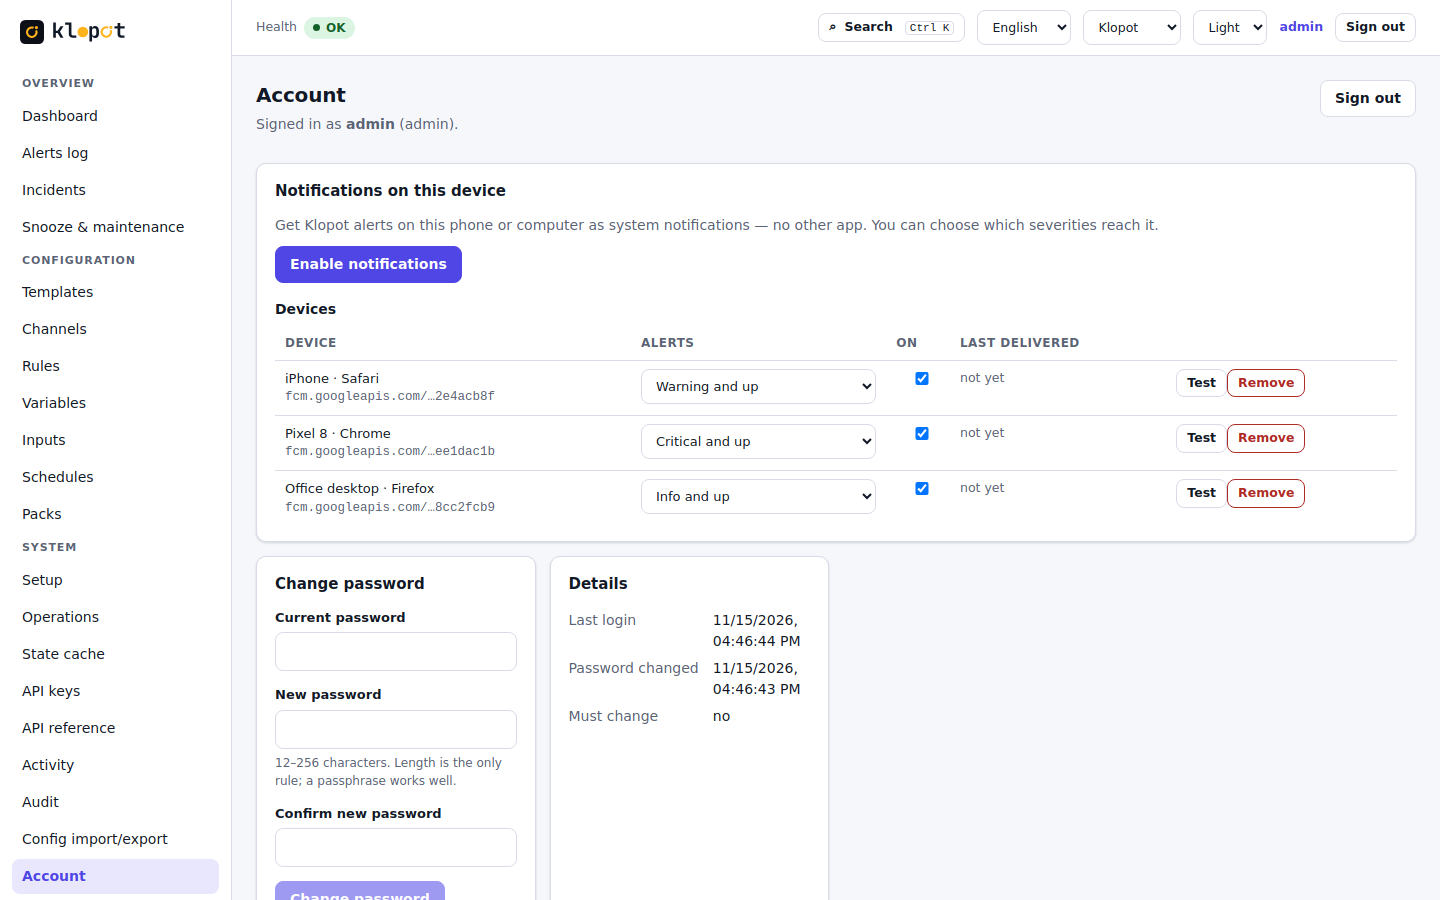 klopot
OVERVIEW
Dashboard
Alerts log
Incidents
Snooze & maintenance
CONFIGURATION
Templates
Channels
Rules
Variables
Inputs
Schedules
Packs
SYSTEM
Setup
Operations
State cache
API keys
API reference
Activity
Audit
Config import/export
Account
Health OK
Search Ctrl K
English
Klopot
Light
admin
Sign out
Account
Signed in as admin (admin).
Sign out
Notifications on this device
Get Klopot alerts on this phone or computer as system notifications — no other app. You can choose which severities reach it.
Enable notifications
Devices
DEVICE ALERTS ON LAST DELIVERED
iPhone · Safari
fcm.googleapis.com/…2e4acb8f
Warning and up
not yet
Test Remove
Pixel 8 · Chrome
fcm.googleapis.com/…ee1dac1b
Critical and up
not yet
Test Remove
Office desktop · Firefox
fcm.googleapis.com/…8cc2fcb9
Info and up
not yet
Test Remove
Change password
Current password
New password
12–256 characters. Length is the only
rule; a passphrase works well.
Confirm new password
Change password
Details
Last login 11/15/2026,
04:46:44 PM
Password changed 11/15/2026,
04:46:43 PM
Must change no